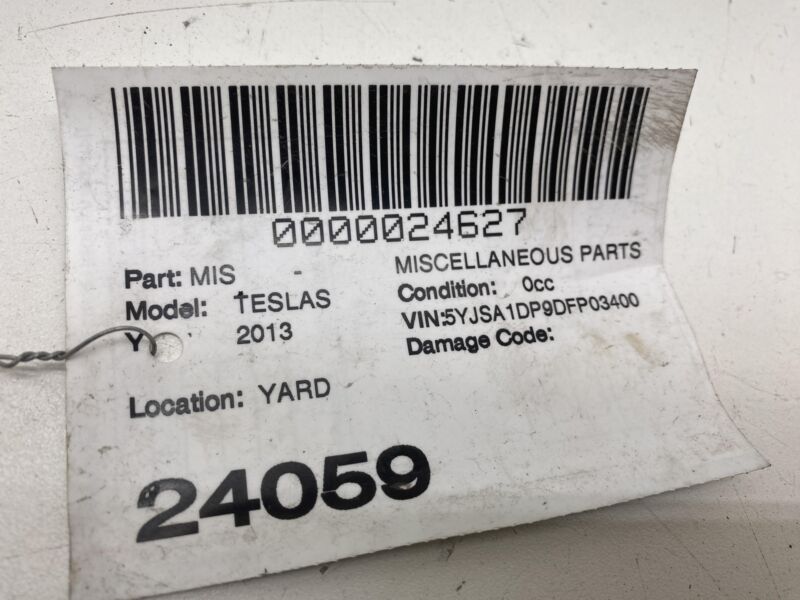 0000024627
Part: MIS - MISCELLANEOUS PARTS
Model: TESLAS Condition: 0cc
Y 2013 VIN:5YJSA1DP9DFP03400
Damage Code:
Location: YARD
24059